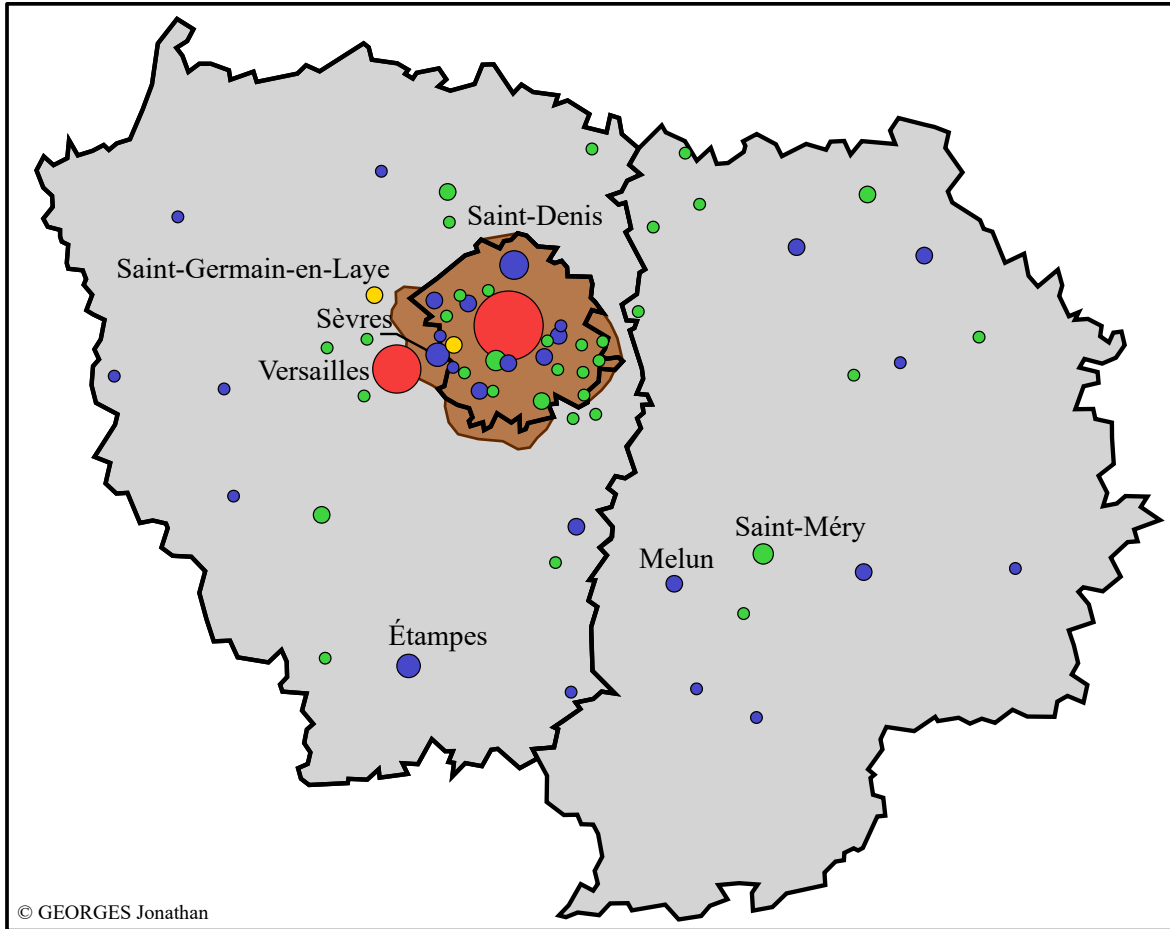 Saint-Denis
Saint-Germain-en-Laye
Sèvres
Versailles
Saint-Méry
Melun
Étampes
© GEORGES Jonathan